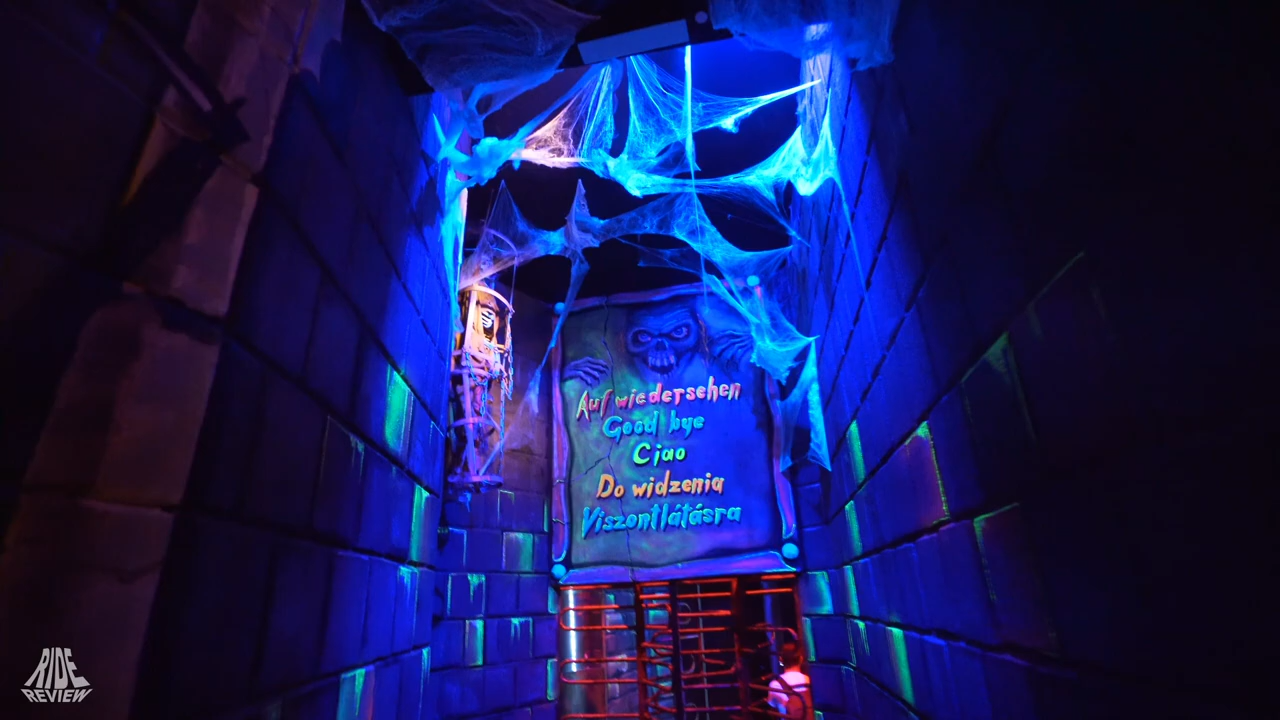 Auf wiedersehen
Good bye
Ciao
Do widzenia
Viszontlátásra
RIDE
REVIEW